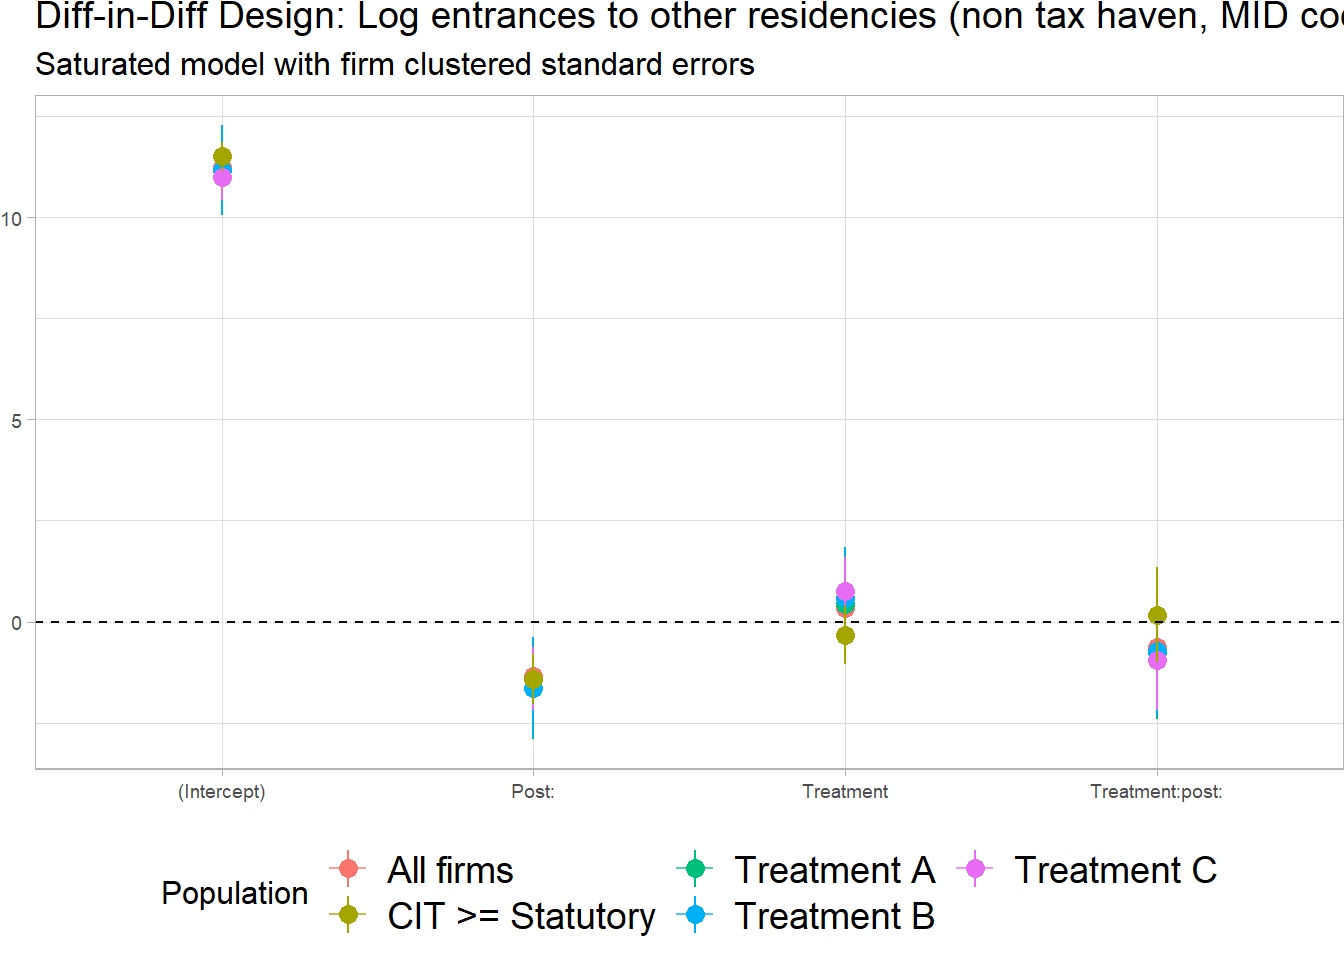 Diff-in-Diff Design: Log entrances to other residencies (non tax haven, MID
Saturated model with firm clustered standard errors
10
5
0
(Intercept)
Post:
Treatment
Treatment:post:
Population
All firms
CIT >= Statutory
Treatment A
Treatment B
Treatment C